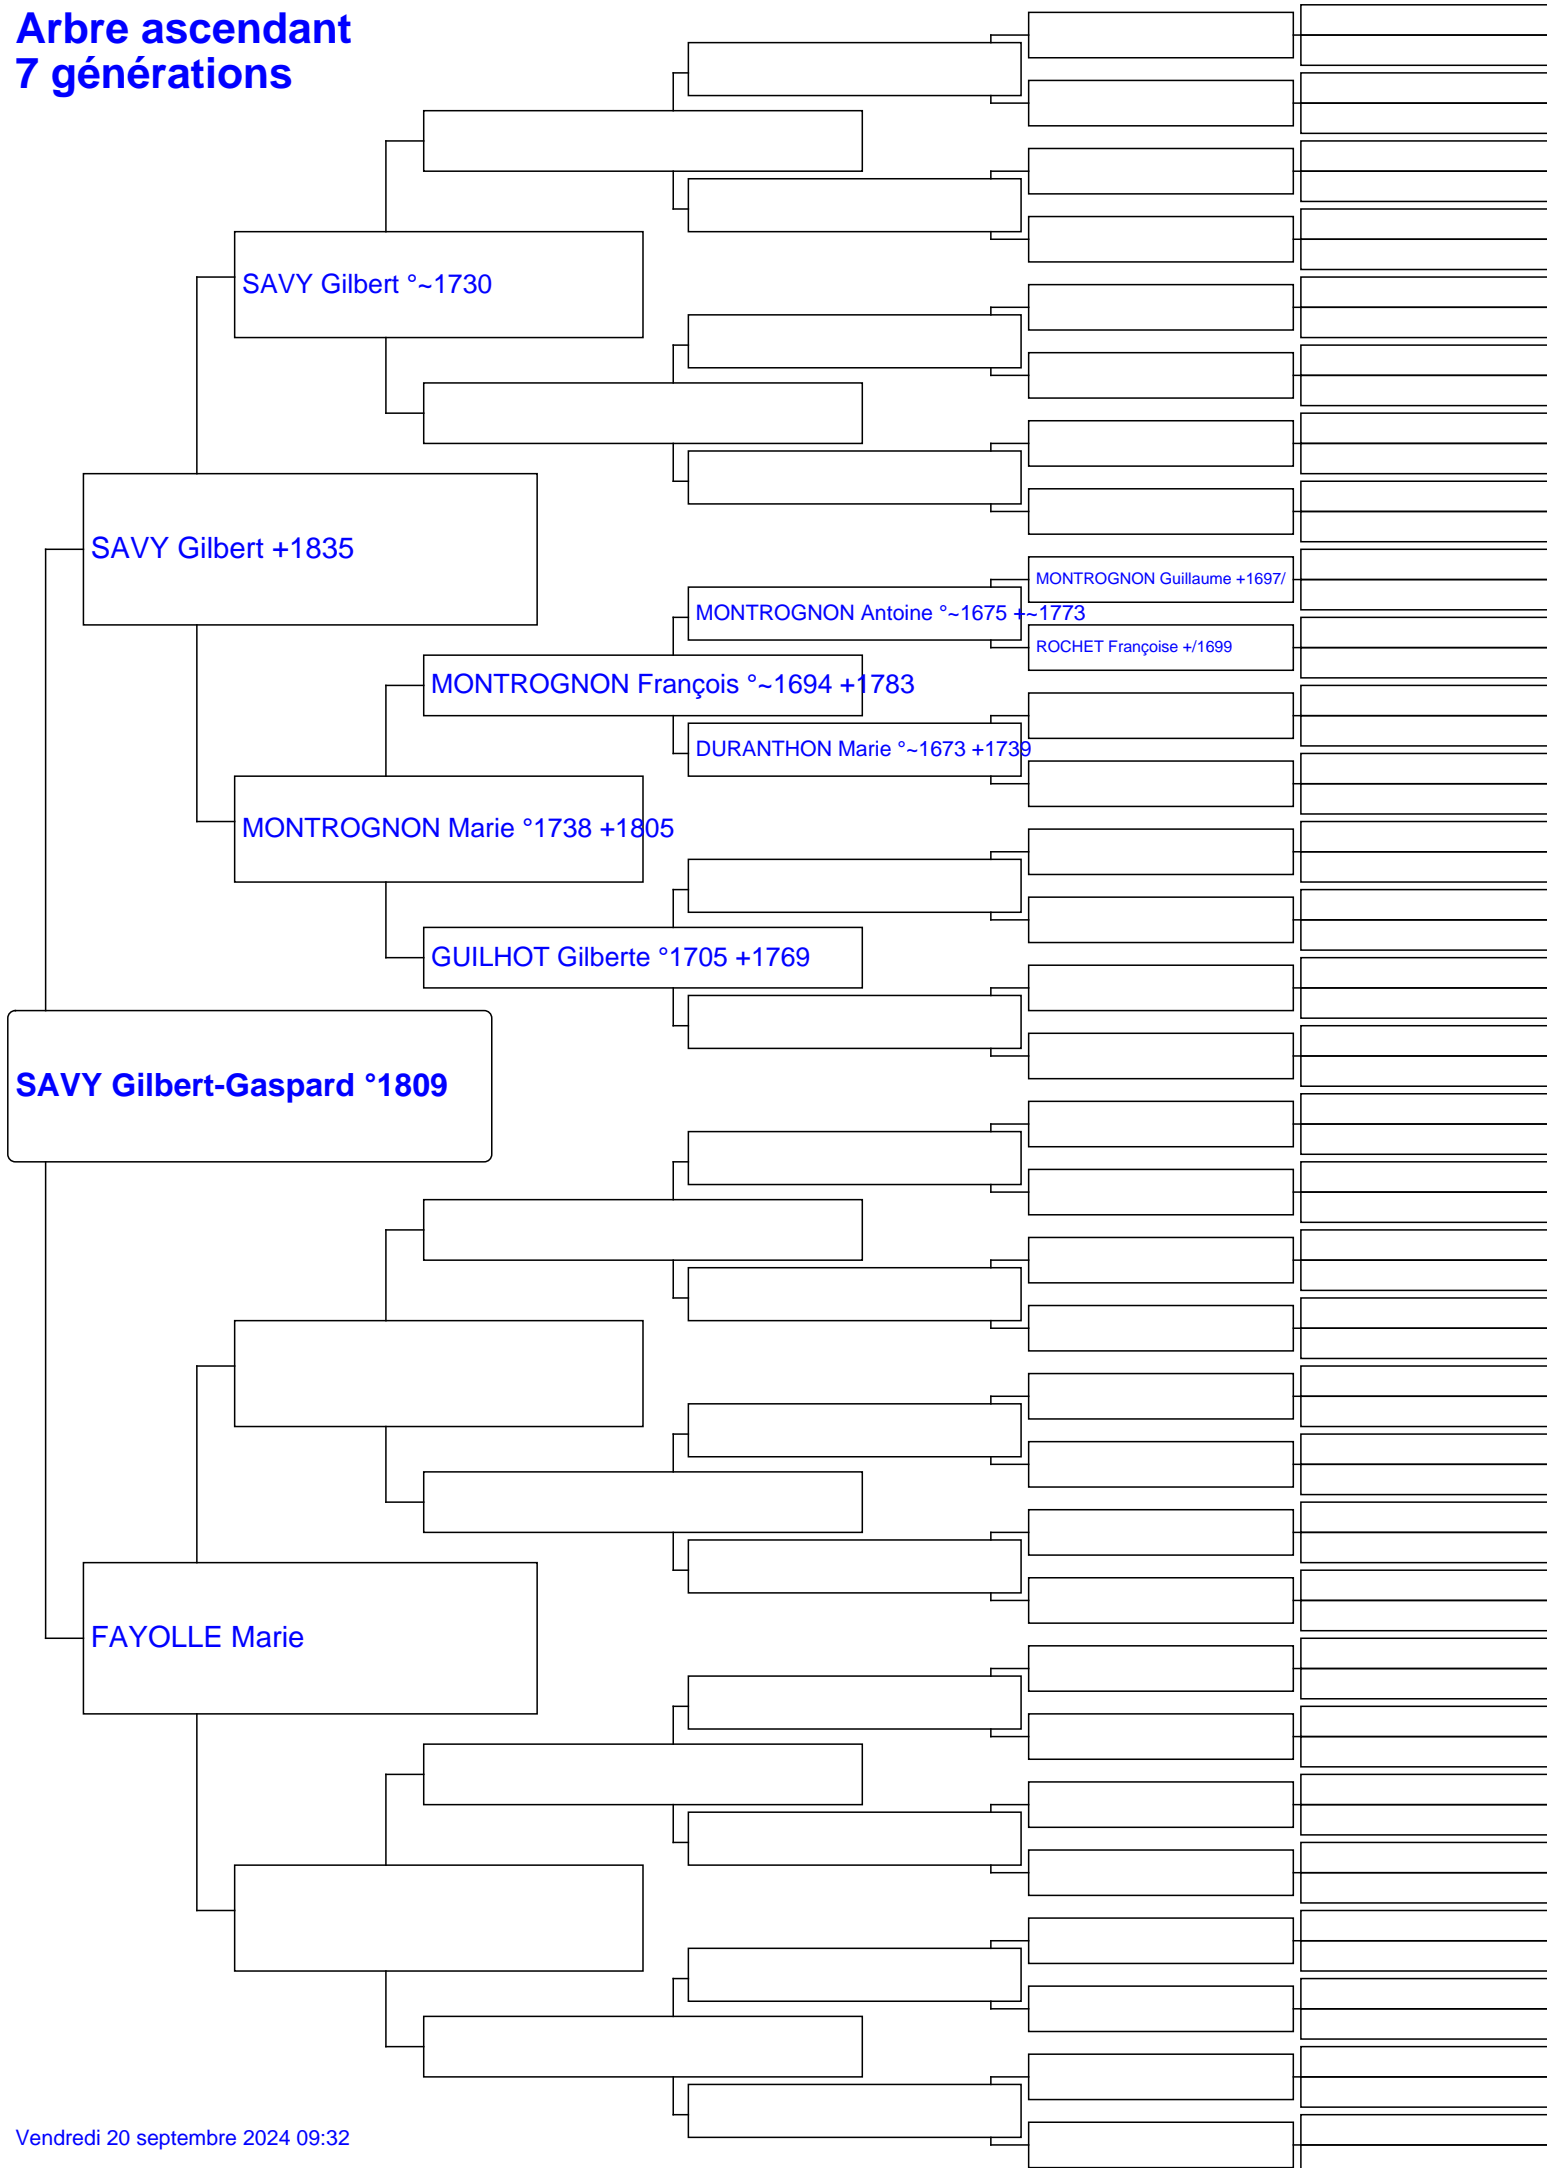 Arbre ascendant
7 générations
SAVY Gilbert °~1730
SAVY Gilbert +1835
MONTROGNON Guillaume +1697/
MONTROGNON Antoine °~1675 +~1773
ROCHET Françoise +/1699
MONTROGNON François °~1694 +1783
DURANTHON Marie °~1673 +1739
MONTROGNON Marie °1738 +1805
GUILHOT Gilberte °1705 +1769
SAVY Gilbert-Gaspard °1809
FAYOLLE Marie
Vendredi 20 septembre 2024 09:32